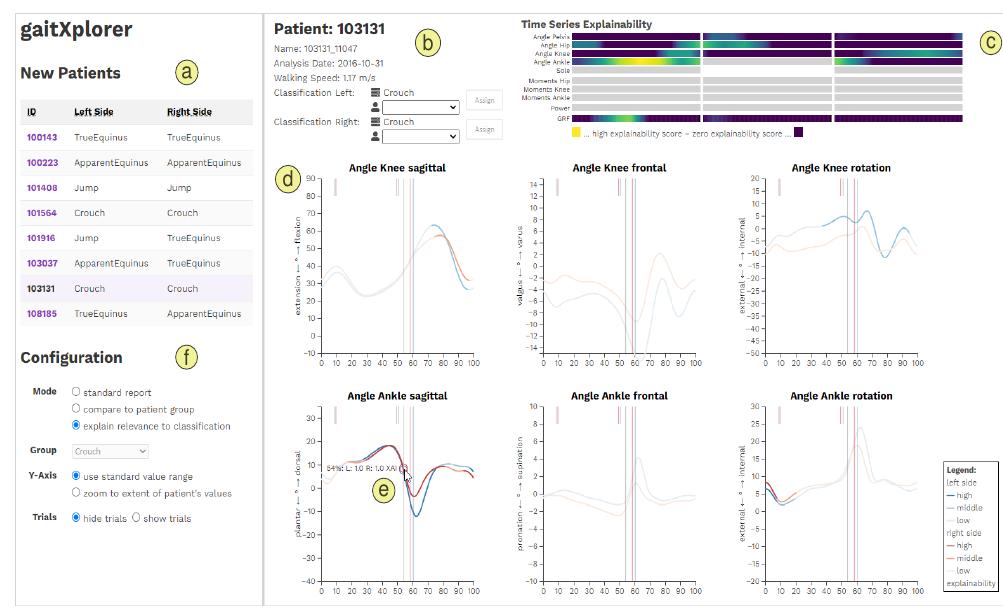 gaitXplorer
New Patients
a
ID Left Side Right Side
100143 TrueEquinus TrueEquinus
100223 ApparentEquinus ApparentEquinus
101408 Jump Jump
101564 Crouch Crouch
101916 Jump TrueEquinus
103037 ApparentEquinus TrueEquinus
103131 Crouch Crouch
108185 TrueEquinus ApparentEquinus
Configuration
f
Mode
standard report
compare to patient group
explain relevance to classification
Group Crouch
Y-Axis
use standard value range
zoom to extent of patient's values
Trials hide trials show trials
Patient: 103131
b
Name: 103131_11047
Analysis Date: 2016-10-31
Walking Speed: 1.17 m/s
Classification Left: Crouch
Assign
Classification Right: Crouch
Assign
Time Series Explainability
c
Angle Pelvis
Angle Hip
Angle Knee
Angle Ankle
Sole
Moments Hip
Moments Knee
Moments Ankle
Power
GRF
... high explainability score – zero explainability score ...
d
Angle Knee sagittal
extension ← ° → flexion
90
80
70
60
50
40
30
20
10
0
−10
0 10 20 30 40 50 60 70 80 90 100
Angle Knee frontal
valgus ← ° → varus
14
12
10
8
6
4
2
0
−2
−4
−6
−8
−10
−12
−14
0 10 20 30 40 50 60 70 80 90 100
Angle Knee rotation
external ← ° → internal
20
15
10
5
0
−5
−10
−15
−20
−25
−30
−35
−40
−45
−50
0 10 20 30 40 50 60 70 80 90 100
Angle Ankle sagittal
plantar ← ° → dorsal
30
20
10
0
−10
−20
−30
−40
54%: L: 1.0 R: 1.0 XAI
e
0 10 20 30 40 50 60 70 80 90 100
Angle Ankle frontal
pronation ← ° → supination
10
8
6
4
2
0
−2
−4
−6
−8
−10
0 10 20 30 40 50 60 70 80 90 100
Angle Ankle rotation
external ← ° → internal
30
25
20
15
10
5
0
−5
−10
−15
−20
0 10 20 30 40 50 60 70 80 90 100
Legend:
left side
high
middle
low
right side
high
middle
low
explainability